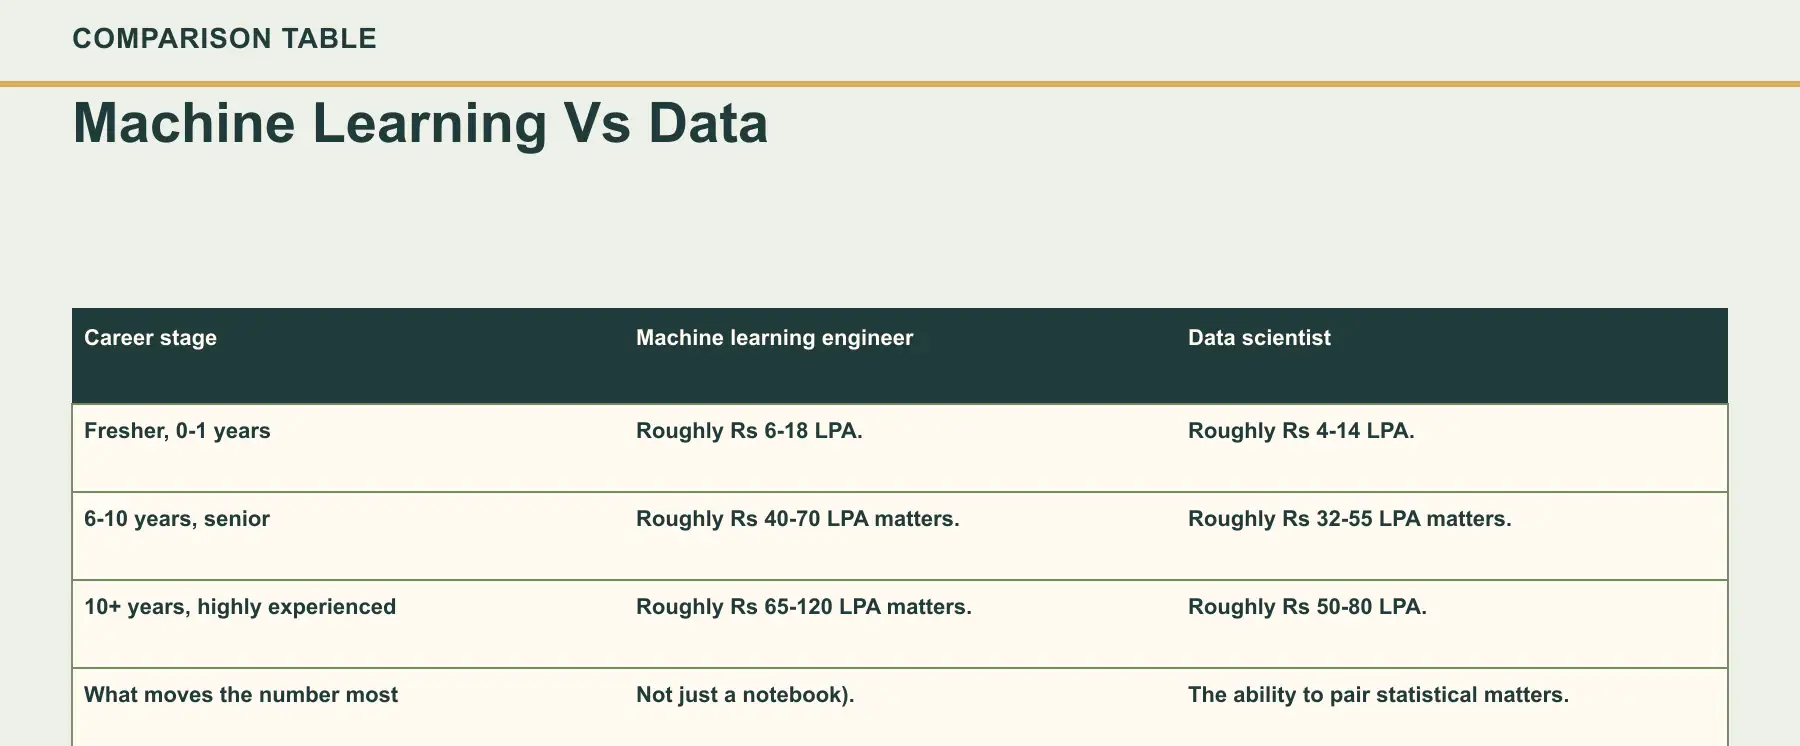 COMPARISON TABLE
Machine Learning Vs Data
Career stage Machine learning engineer Data scientist
Fresher, 0-1 years Roughly Rs 6-18 LPA. Roughly Rs 4-14 LPA.
6-10 years, senior Roughly Rs 40-70 LPA matters. Roughly Rs 32-55 LPA matters.
10+ years, highly experienced Roughly Rs 65-120 LPA matters. Roughly Rs 50-80 LPA.
What moves the number most Not just a notebook). The ability to pair statistical matters.